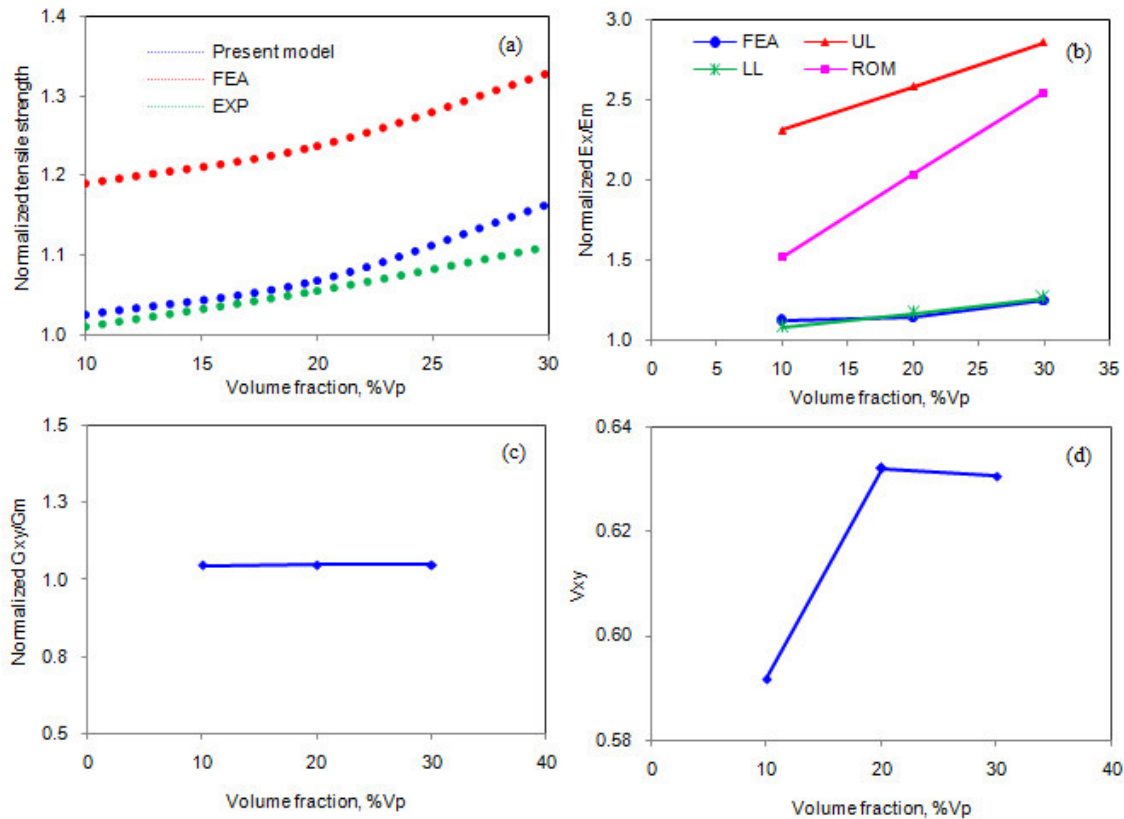 1.4
1.3
1.2
1.1
1.0
Normalized tensile strength
(a)
Present model
FEA
EXP
10 15 20 25 30
Volume fraction, %Vp
3.0
2.5
2.0
1.5
1.0
Normalized Ex/Em
FEA UL
LL ROM
(b)
0 5 10 15 20 25 30 35
Volume fraction, %Vp
1.5
1.3
1.0
0.8
0.5
Normalized Gxy/Gm
(c)
0 10 20 30 40
Volume fraction, %Vp
0.64
0.62
0.60
0.58
Vxy
(d)
0 10 20 30 40
Volume fraction, %Vp